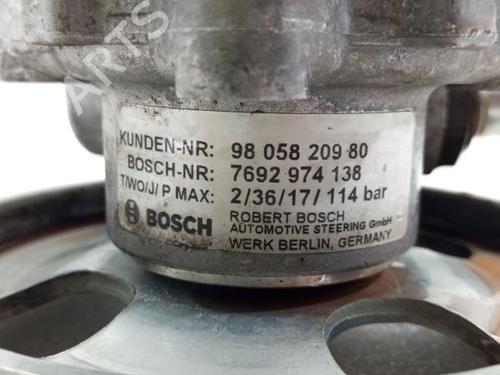 ARTS
KUNDEN-NR: 98 058 209 80
BOSCH-NR: 7692 974 138
T/WO/J/P MAX: 2/36/17/ 114 bar
BOSCH
ROBERT BOSCH
AUTOMOTIVE STEERING GmbH
WERK BERLIN, GERMANY